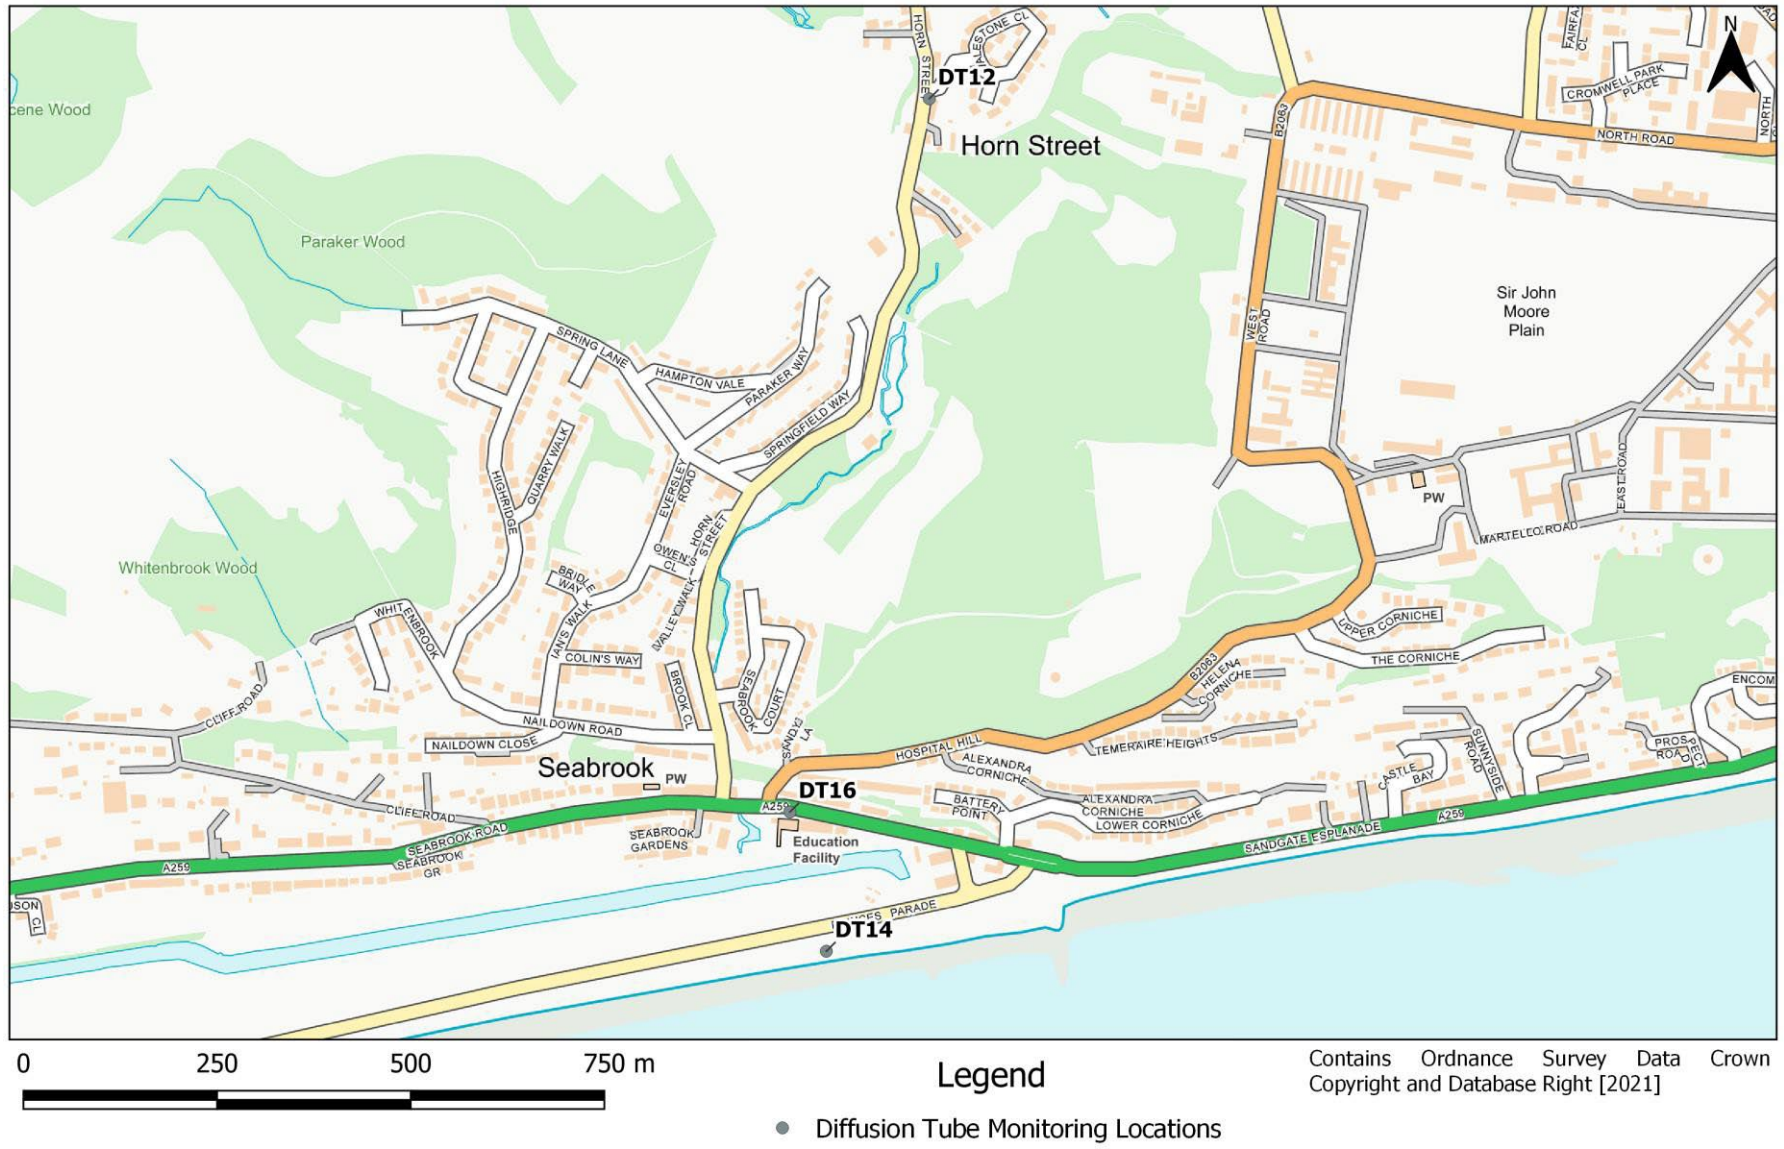 HORN STREET
ALESTONE CL
DT12
Horn Street
FAIRFA
CL
CROMWELL PARK
PLACE
N
NORTH
B2063
NORTH ROAD
cene Wood
Paraker Wood
Sir John
Moore
Plain
WEST
ROAD
SPRING LANE
HAMPTON VALE
PARAKER WAY
SPRINGFIELD WAY
QUARRY WALK
HIGHRIDGE
EVERSLEY
ROAD
HORN
STREET
OWEN'S
CL
VALLEY WALK
BRIDLE
WAY
IAN'S WALK
COLIN'S WAY
BROOK CL
SEABROOK
COURT
SANDY
LA
PW
EAST ROAD
MARTELLO ROAD
Whitenbrook Wood
WHITENBROOK
CLIFF ROAD
NAILDOWN ROAD
NAILDOWN CLOSE
UPPER CORNICHE
THE CORNICHE
B2063
HELENA
CORNICHE
TEMERAIRE HEIGHTS
HOSPITAL HILL
ALEXANDRA
CORNICHE
ENCOM
PROS
PECT
ROA
SUNNYSIDE
ROAD
CASTLE
BAY
Seabrook
PW
DT16
A259
BATTERY
POINT
ALEXANDRA
CORNICHE
LOWER CORNICHE
CLIFF ROAD
SEABROOK ROAD
SEABROOK
GR
SEABROOK
GARDENS
Education
Facility
SANDGATE ESPLANADE
A259
A259
SON
CL
PARADE
DT14
0 250 500 750 m
Legend
Diffusion Tube Monitoring Locations
Contains Ordnance Survey Data Crown
Copyright and Database Right [2021]